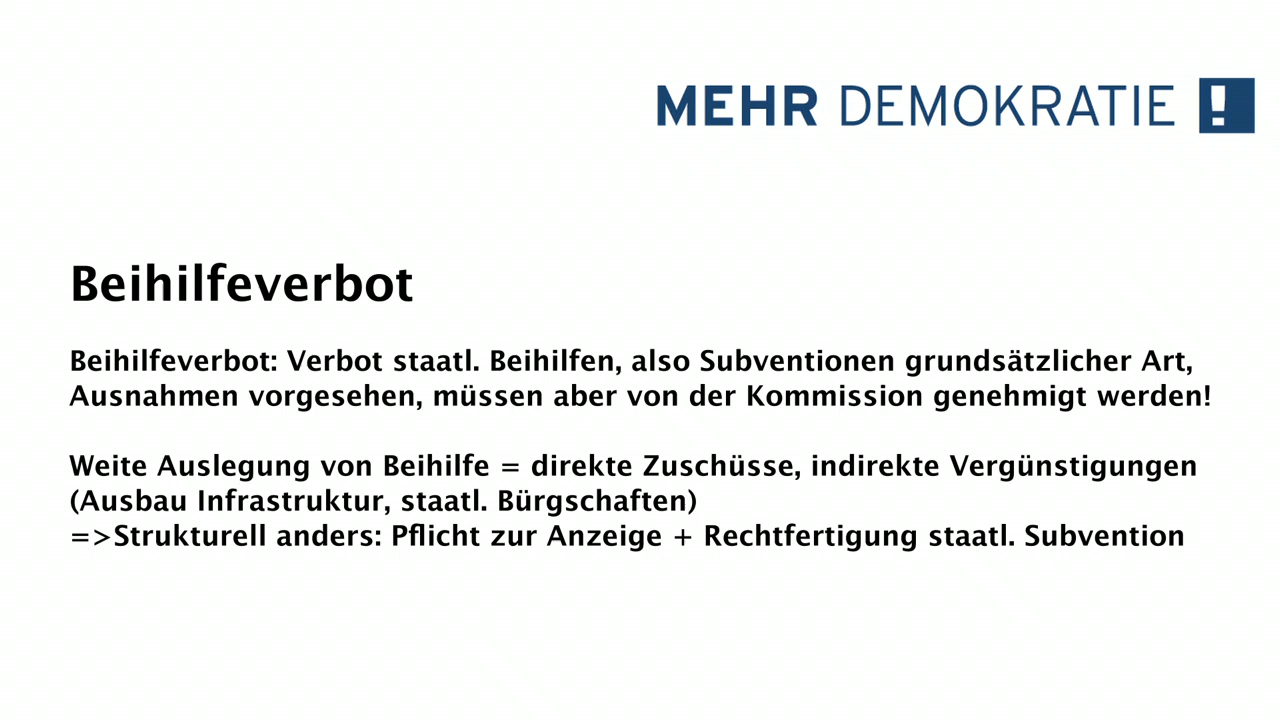 MEHR DEMOKRATIE !
Beihilfeverbot
Beihilfeverbot: Verbot staatl. Beihilfen, also Subventionen grundsätzlicher Art,
Ausnahmen vorgesehen, müssen aber von der Kommission genehmigt werden!
Weite Auslegung von Beihilfe = direkte Zuschüsse, indirekte Vergünstigungen
(Ausbau Infrastruktur, staatl. Bürgschaften)
=>Strukturell anders: Pflicht zur Anzeige + Rechtfertigung staatl. Subvention